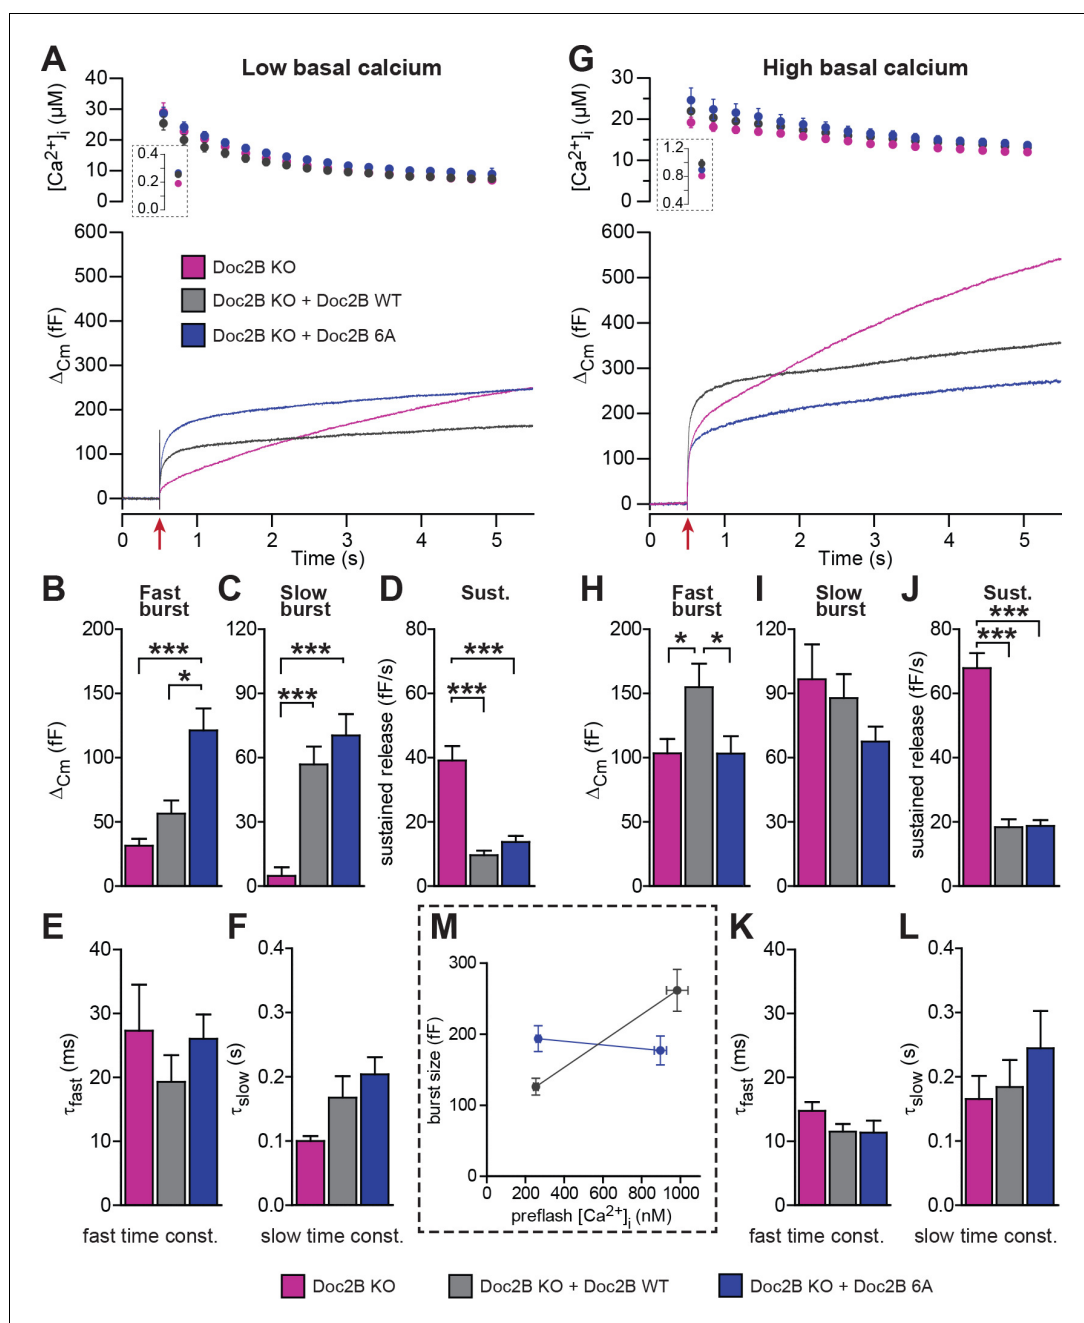 A
Low basal calcium
[Ca2+]i (µM)
40
30
20
10
0
0.4
0.2
0.0
600
500
400
300
200
100
0
ΔCm (fF)
Doc2B KO
Doc2B KO + Doc2B WT
Doc2B KO + Doc2B 6A
0 1 2 3 4 5
Time (s)
G
High basal calcium
[Ca2+]i (µM)
30
20
10
0
1.2
0.8
0.4
600
500
400
300
200
100
0
ΔCm (fF)
0 1 2 3 4 5
Time (s)
B
Fast
burst
200
150
100
50
0
ΔCm (fF)
***
*
C
Slow
burst
120
90
60
30
0
***
***
D
Sust.
80
60
40
20
0
sustained release (fF/s)
***
***
H
Fast
burst
200
150
100
50
0
ΔCm (fF)
* *
I
Slow
burst
120
90
60
30
0
J
Sust.
80
60
40
20
0
sustained release (fF/s)
***
***
E
40
30
20
10
0
τfast (ms)
fast time const.
F
0.4
0.3
0.2
0.1
0.0
τslow (s)
slow time const.
M
300
200
100
0
burst size (fF)
0 200 400 600 800 1000
preflash [Ca2+]i (nM)
K
40
30
20
10
0
τfast (ms)
fast time const.
L
0.4
0.3
0.2
0.1
0.0
τslow (s)
slow time const.
Doc2B KO
Doc2B KO + Doc2B WT
Doc2B KO + Doc2B 6A